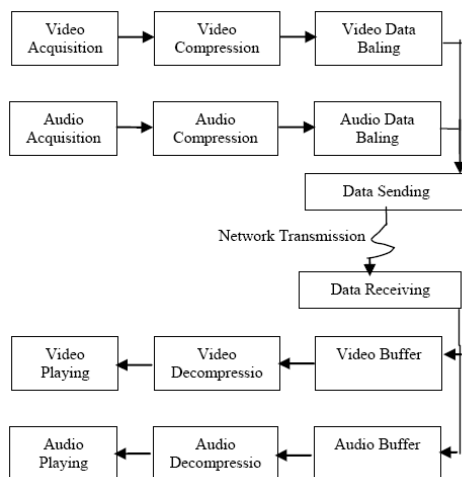 Video
Acquisition
Video
Compression
Video Data
Baling
Audio
Acquisition
Audio
Compression
Audio Data
Baling
Data Sending
Network Transmission
Data Receiving
Video
Playing
Video
Decompressio
Video Buffer
Audio
Playing
Audio
Decompressio
Audio Buffer